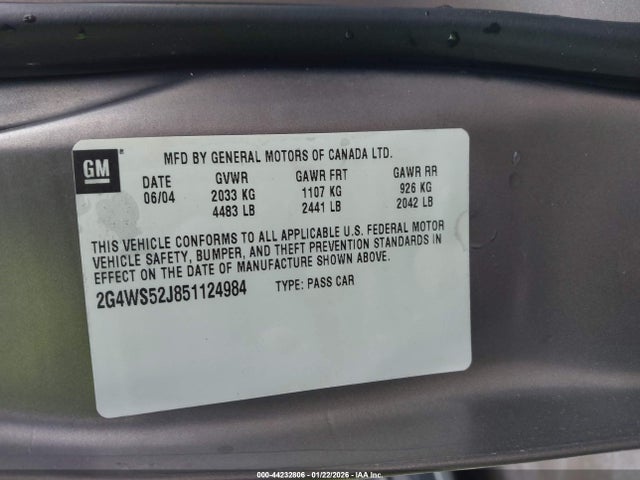 GM
MFD BY GENERAL MOTORS OF CANADA LTD.
DATE GVWR GAWR FRT GAWR RR
06/04 2033 KG 1107 KG 926 KG
4483 LB 2441 LB 2042 LB
THIS VEHICLE CONFORMS TO ALL APPLICABLE U.S. FEDERAL MOTOR
VEHICLE SAFETY, BUMPER, AND THEFT PREVENTION STANDARDS IN
EFFECT ON THE DATE OF MANUFACTURE SHOWN ABOVE.
2G4WS52J851124984 TYPE: PASS CAR
000-44232806 - 01/22/2026 - IAAI.COM